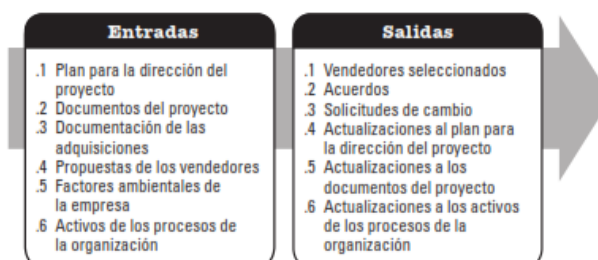 Entradas
.1 Plan para la dirección del
proyecto
.2 Documentos del proyecto
.3 Documentación de las
adquisiciones
.4 Propuestas de los vendedores
.5 Factores ambientales de
la empresa
.6 Activos de los procesos de
la organización
Salidas
.1 Vendedores seleccionados
.2 Acuerdos
.3 Solicitudes de cambio
.4 Actualizaciones al plan para
la dirección del proyecto
.5 Actualizaciones a los
documentos del proyecto
.6 Actualizaciones a los activos
de los procesos de la
organización